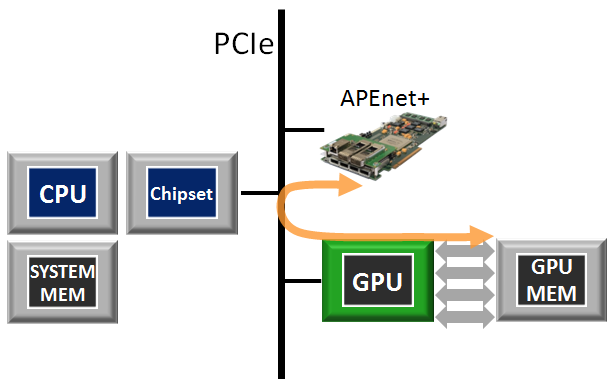 PCIe
APEnet+
CPU
Chipset
SYSTEM
MEM
GPU
GPU
MEM